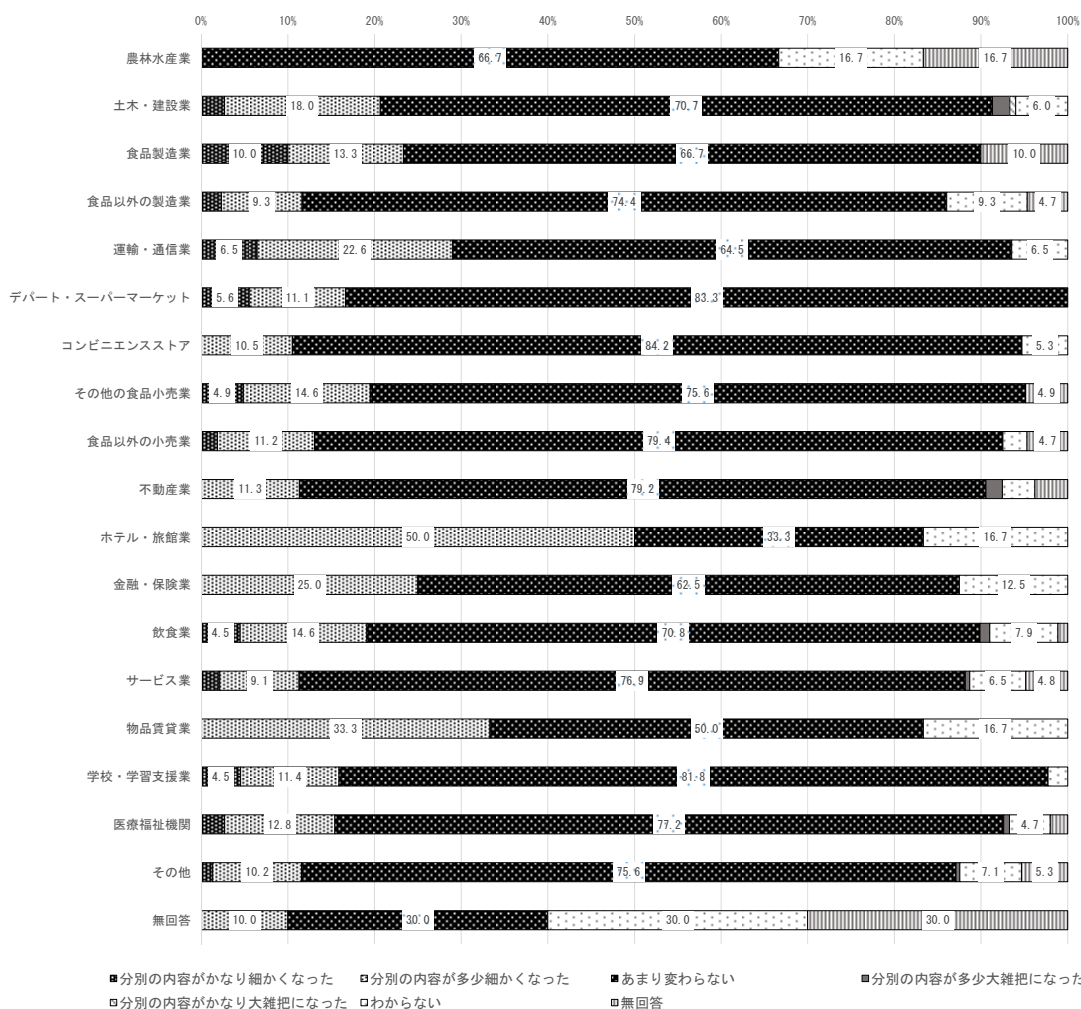 0% 10% 20% 30% 40% 50% 60% 70% 80% 90% 100%
農林水産業 66.7 16.7 16.7
土木・建設業 18.0 70.7 6.0
食品製造業 10.0 13.3 66.7 10.0
食品以外の製造業 9.3 74.4 9.3 4.7
運輸・通信業 6.5 22.6 64.5 6.5
デパート・スーパーマーケット 5.6 11.1 83.3
コンビニエンスストア 10.5 84.2 5.3
その他の食品小売業 4.9 14.6 75.6 4.9
食品以外の小売業 11.2 79.4 4.7
不動産業 11.3 79.2
ホテル・旅館業 50.0 33.3 16.7
金融・保険業 25.0 62.5 12.5
飲食業 4.5 14.6 70.8 7.9
サービス業 9.1 76.9 6.5 4.8
物品賃貸業 33.3 50.0 16.7
学校・学習支援業 4.5 11.4 81.8
医療福祉機関 12.8 77.2 4.7
その他 10.2 75.6 7.1 5.3
無回答 10.0 30.0 30.0 30.0
分別の内容がかなり細かくなった 分別の内容が多少細かくなった あまり変わらない 分別の内容が多少大雑把になった
分別の内容がかなり大雑把になった わからない 無回答